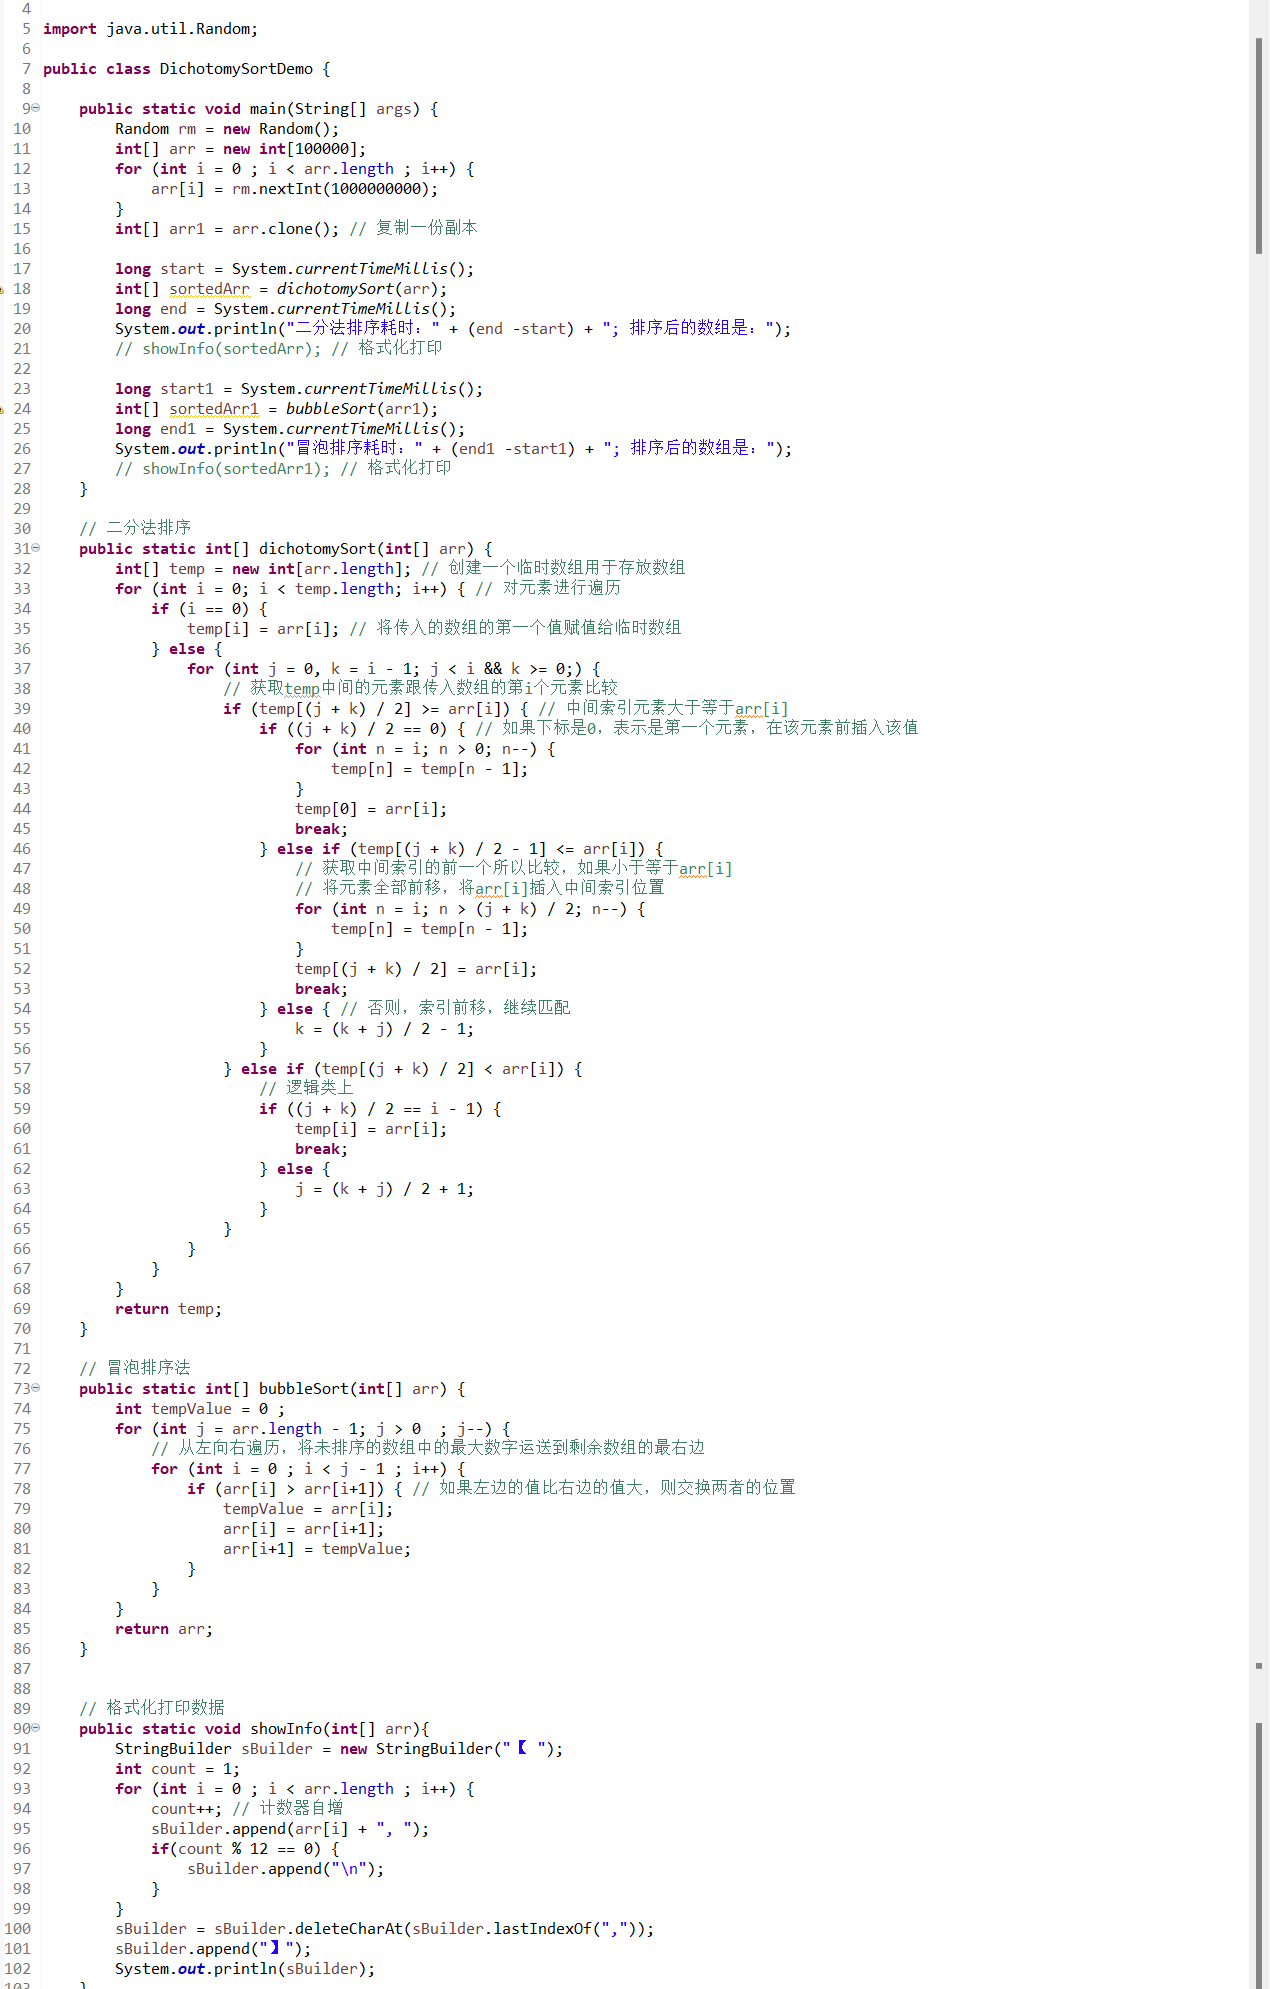 4
5 import java.util.Random;
6
7 public class DichotomySortDemo {
8
9 public static void main(String[] args) {
10 Random rm = new Random();
11 int[] arr = new int[100000];
12 for (int i = 0 ; i < arr.length ; i++) {
13 arr[i] = rm.nextInt(1000000000);
14 }
15 int[] arr1 = arr.clone(); // 复制一份副本
16
17 long start = System.currentTimeMillis();
18 int[] sortedArr = dichotomySort(arr);
19 long end = System.currentTimeMillis();
20 System.out.println("二分法排序耗时：" + (end -start) + "; 排序后的数组是：");
21 // showInfo(sortedArr); // 格式化打印
22
23 long start1 = System.currentTimeMillis();
24 int[] sortedArr1 = bubbleSort(arr1);
25 long end1 = System.currentTimeMillis();
26 System.out.println("冒泡排序耗时：" + (end1 -start1) + "; 排序后的数组是：");
27 // showInfo(sortedArr1); // 格式化打印
28 }
29
30 // 二分法排序
31 public static int[] dichotomySort(int[] arr) {
32 int[] temp = new int[arr.length]; // 创建一个临时数组用于存放数组
33 for (int i = 0; i < temp.length; i++) { // 对元素进行遍历
34 if (i == 0) {
35 temp[i] = arr[i]; // 将传入的数组的第一个值赋值给临时数组
36 } else {
37 for (int j = 0, k = i - 1; j < i && k >= 0;) {
38 // 获取temp中间的元素跟传入数组的第i个元素比较
39 if (temp[(j + k) / 2] >= arr[i]) { // 中间索引元素大于等于arr[i]
40 if ((j + k) / 2 == 0) { // 如果下标是0，表示是第一个元素，在该元素前插入该值
41 for (int n = i; n > 0; n--) {
42 temp[n] = temp[n - 1];
43 }
44 temp[0] = arr[i];
45 break;
46 } else if (temp[(j + k) / 2 - 1] <= arr[i]) {
47 // 获取中间索引的前一个所以比较，如果小于等于arr[i]
48 // 将元素全部前移，将arr[i]插入中间索引位置
49 for (int n = i; n > (j + k) / 2; n--) {
50 temp[n] = temp[n - 1];
51 }
52 temp[(j + k) / 2] = arr[i];
53 break;
54 } else { // 否则，索引前移，继续匹配
55 k = (k + j) / 2 - 1;
56 }
57 } else if (temp[(j + k) / 2] < arr[i]) {
58 // 逻辑类上
59 if ((j + k) / 2 == i - 1) {
60 temp[i] = arr[i];
61 break;
62 } else {
63 j = (k + j) / 2 + 1;
64 }
65 }
66 }
67 }
68 }
69 return temp;
70 }
71
72 // 冒泡排序法
73 public static int[] bubbleSort(int[] arr) {
74 int tempValue = 0 ;
75 for (int j = arr.length - 1; j > 0  ; j--) {
76 // 从左向右遍历，将未排序的数组中的最大数字运送到剩余数组的最右边
77 for (int i = 0 ; i < j - 1 ; i++) {
78 if (arr[i] > arr[i+1]) { // 如果左边的值比右边的值大，则交换两者的位置
79 tempValue = arr[i];
80 arr[i] = arr[i+1];
81 arr[i+1] = tempValue;
82 }
83 }
84 }
85 return arr;
86 }
87
88
89 // 格式化打印数据
90 public static void showInfo(int[] arr){
91 StringBuilder sBuilder = new StringBuilder("【 ");
92 int count = 1;
93 for (int i = 0 ; i < arr.length ; i++) {
94 count++; // 计数器自增
95 sBuilder.append(arr[i] + ", ");
96 if(count % 12 == 0) {
97 sBuilder.append("\n");
98 }
99 }
100 sBuilder = sBuilder.deleteCharAt(sBuilder.lastIndexOf(","));
101 sBuilder.append("】");
102 System.out.println(sBuilder);
103 }